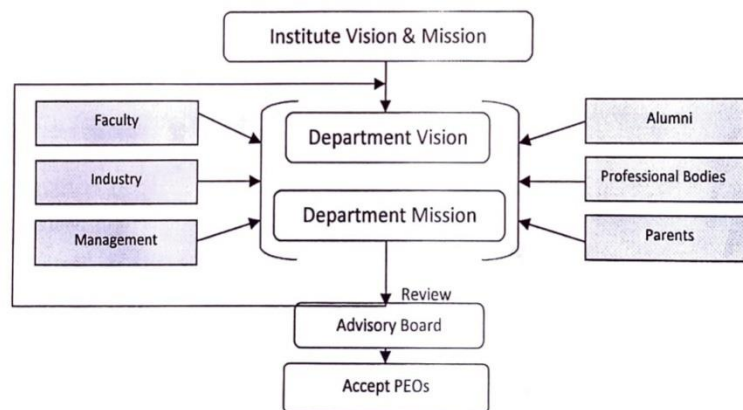 Institute Vision & Mission
Faculty
Department Vision
Alumni
Industry
Professional Bodies
Department Mission
Management
Parents
Review
Advisory Board
Accept PEOs